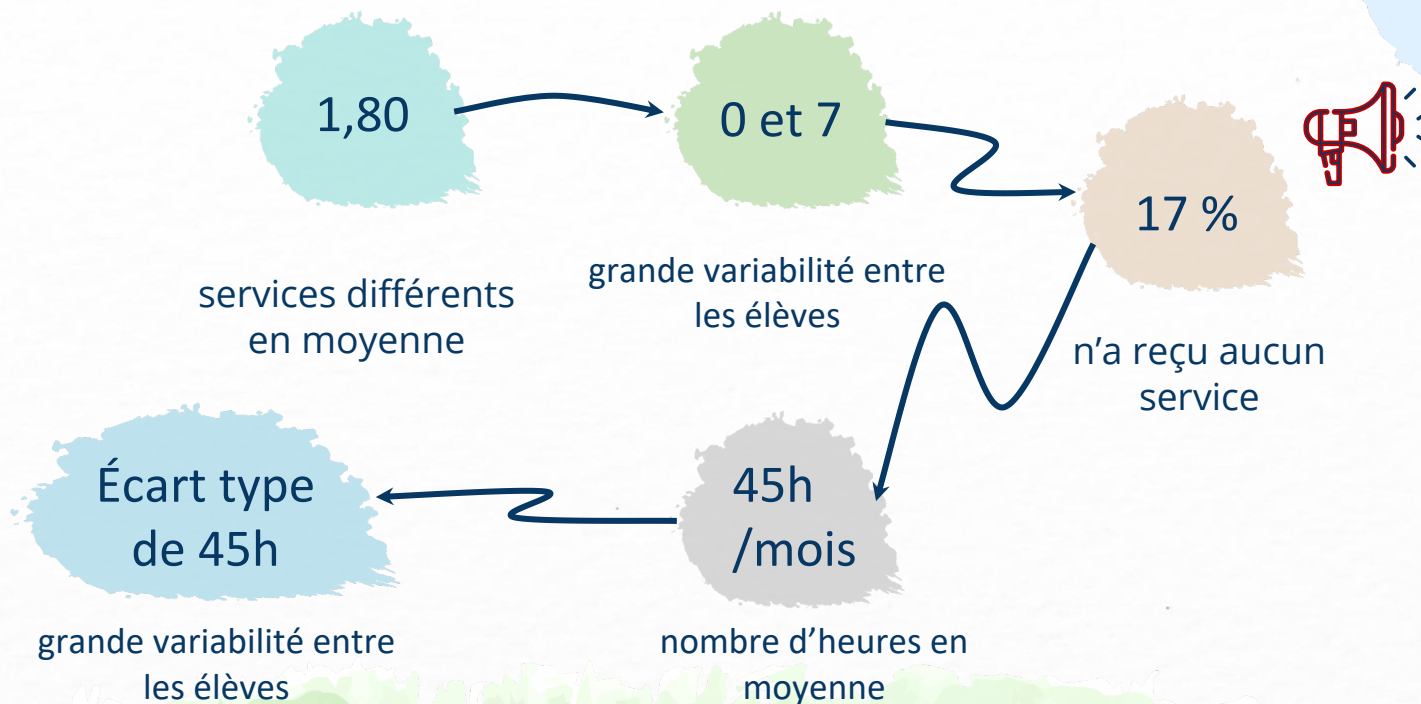 1,80
services différents
en moyenne
0 et 7
grande variabilité entre
les élèves
17 %
n'a reçu aucun
service
45h
/mois
nombre d’heures en
moyenne
Écart type
de 45h
grande variabilité entre
les élèves